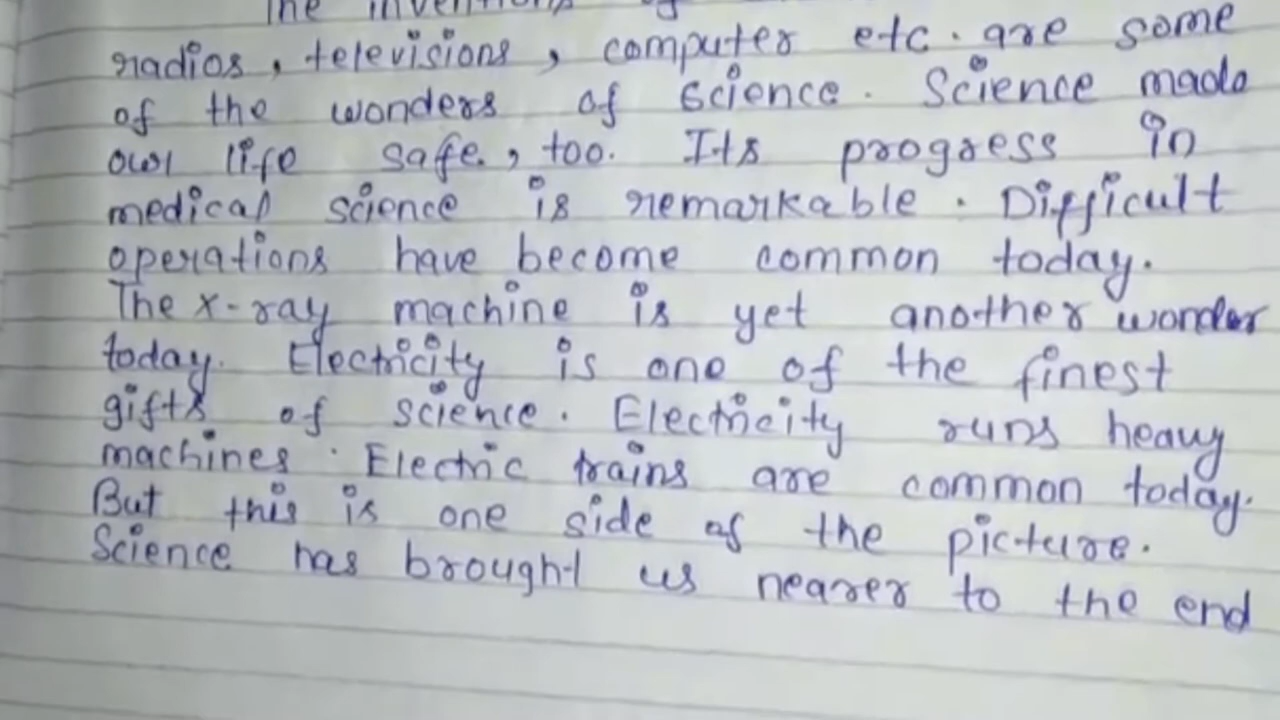 The inventions of
radios, televisions, computer etc. are some
of the wonders of science. Science made
our life safe, too. Its progress in
medical science is remarkable. Difficult
operations have become common today.
The x-ray machine is yet another wonder
today. Electricity is one of the finest
gifts of science. Electricity runs heavy
machines. Electric trains are common today.
But this is one side of the picture.
Science has brought us nearer to the end